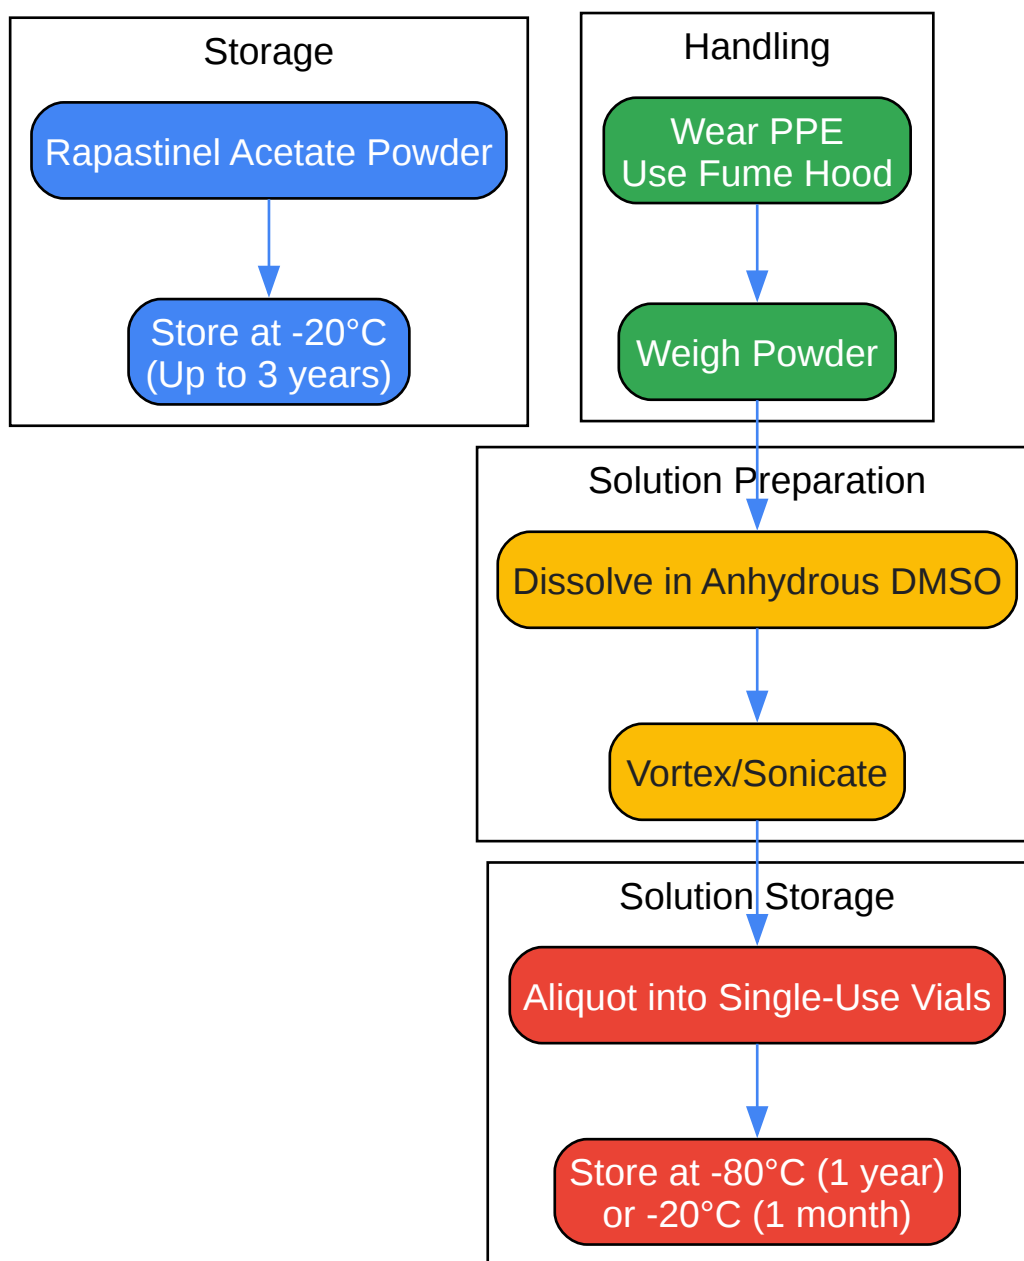 Storage
Rapastinel Acetate Powder
Store at -20°C
(Up to 3 years)
Handling
Wear PPE
Use Fume Hood
Weigh Powder
Solution Preparation
Dissolve in Anhydrous DMSO
Vortex/Sonicate
Solution Storage
Aliquot into Single-Use Vials
Store at -80°C (1 year)
or -20°C (1 month)